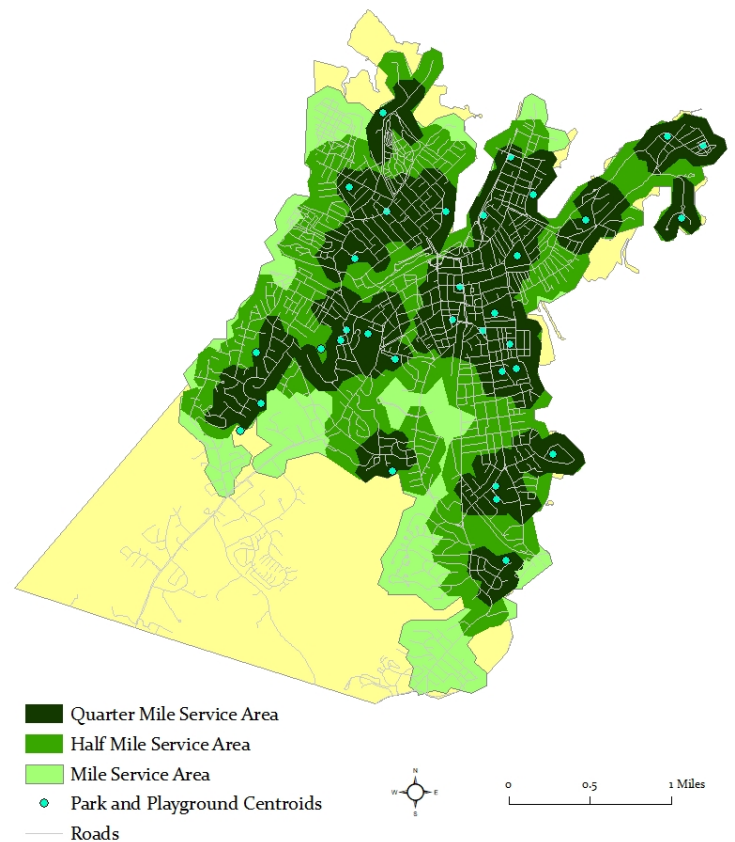 Quarter Mile Service Area
Half Mile Service Area
Mile Service Area
Park and Playground Centroids
Roads
N
W E
S
0 0.5 1 Miles